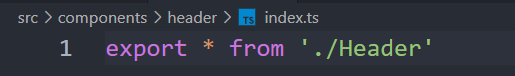 src > components > header > TS index.ts
1 export * from './Header'